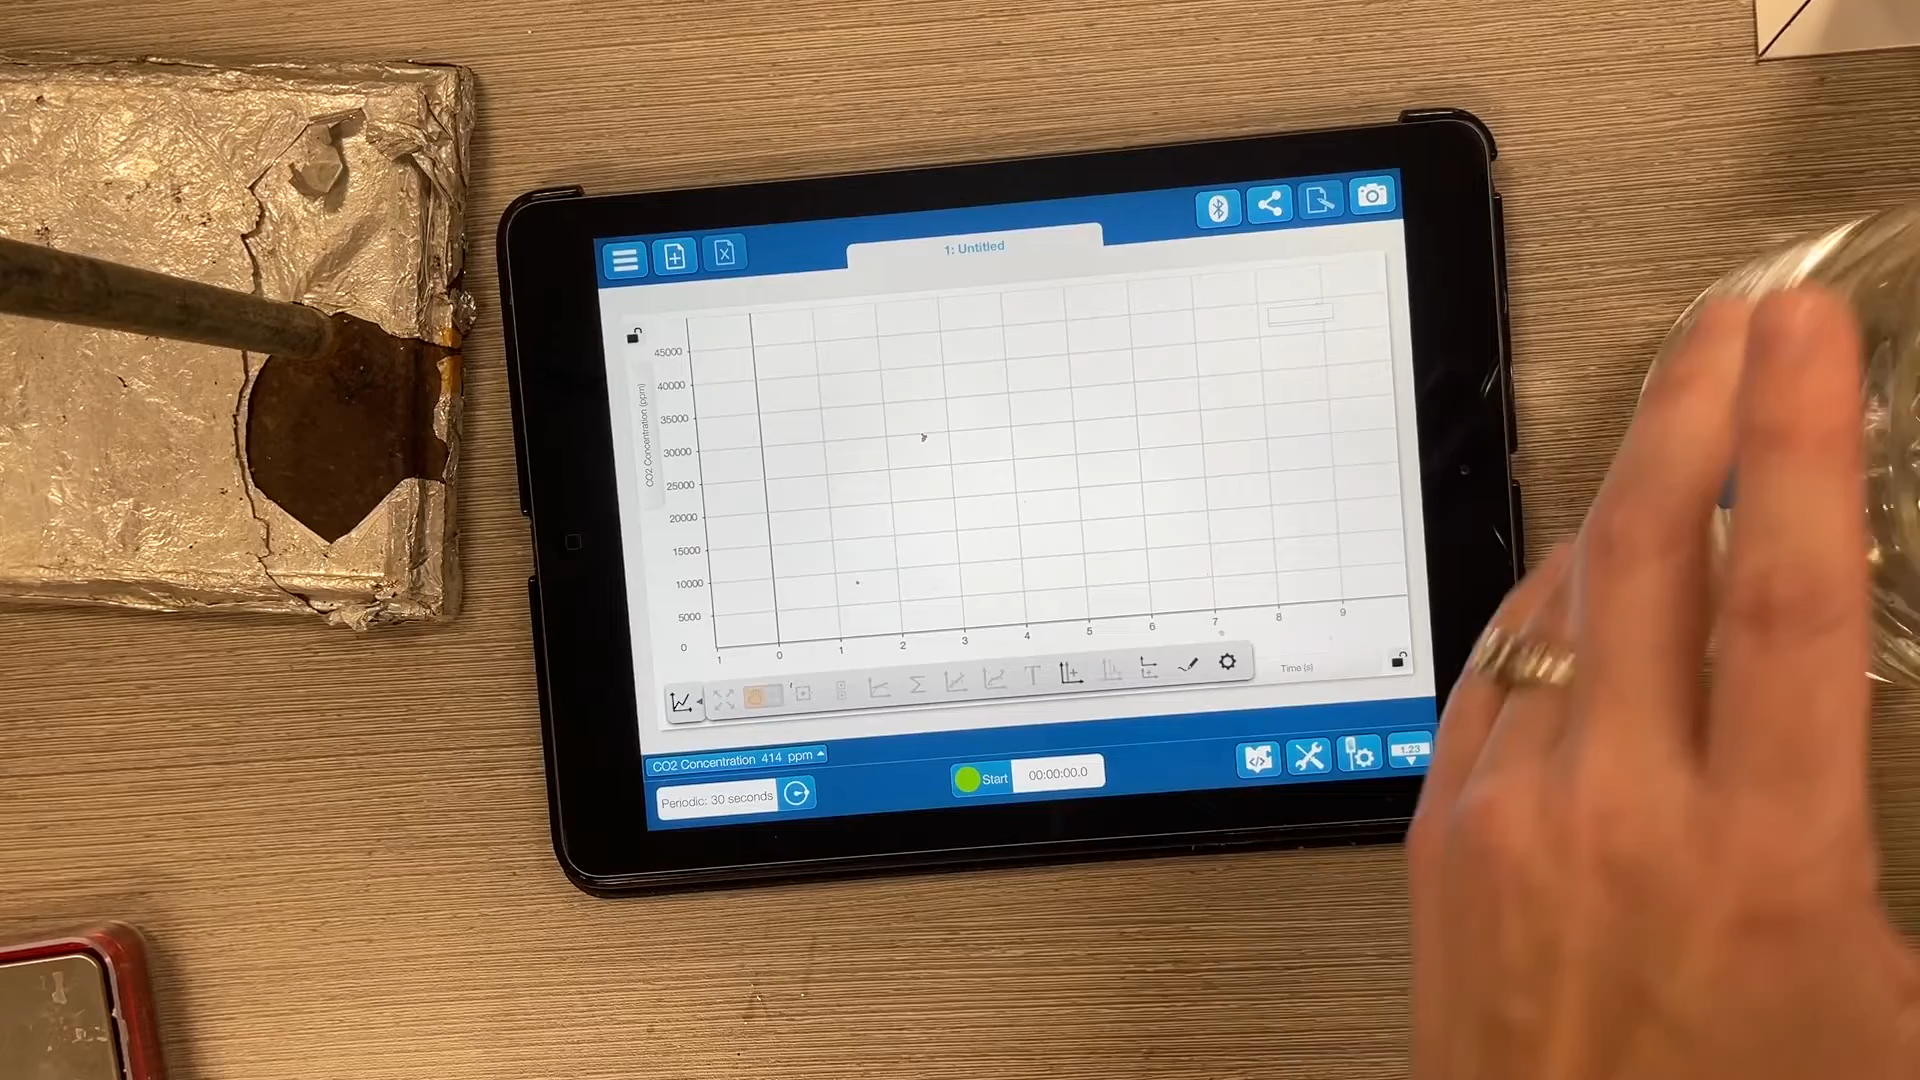 1: Untitled
CO2 Concentration (ppm)
45000
40000
35000
30000
25000
20000
15000
10000
5000
0
1 0 1 2 3 4 5 6 7 8 9
Time (s)
Σ T
CO2 Concentration 414 ppm
Periodic: 30 seconds
Start 00:00:00.0
1.23